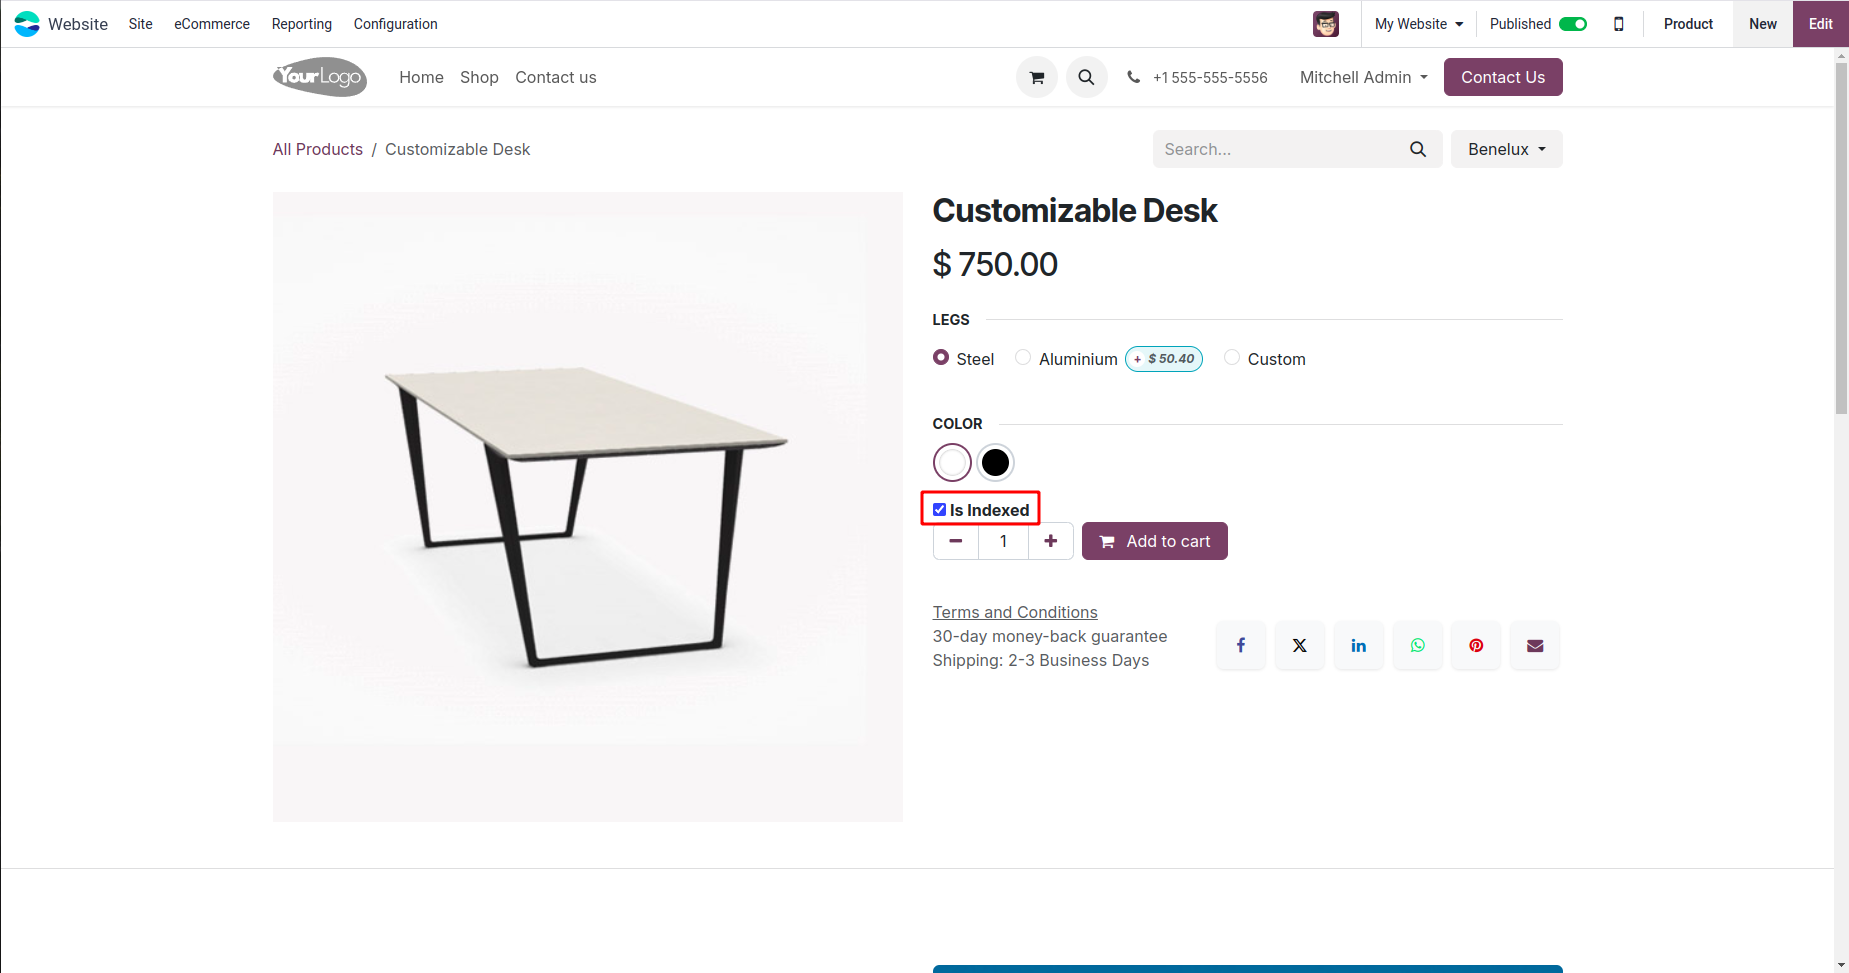 Website Site eCommerce Reporting Configuration My Website Published Product New Edit
YourLogo Home Shop Contact us +1 555-555-5556 Mitchell Admin Contact Us
All Products / Customizable Desk Search... Benelux
Customizable Desk
$ 750.00
LEGS
Steel Aluminium + $ 50.40 Custom
COLOR
Is Indexed
1 Add to cart
Terms and Conditions
30-day money-back guarantee
Shipping: 2-3 Business Days